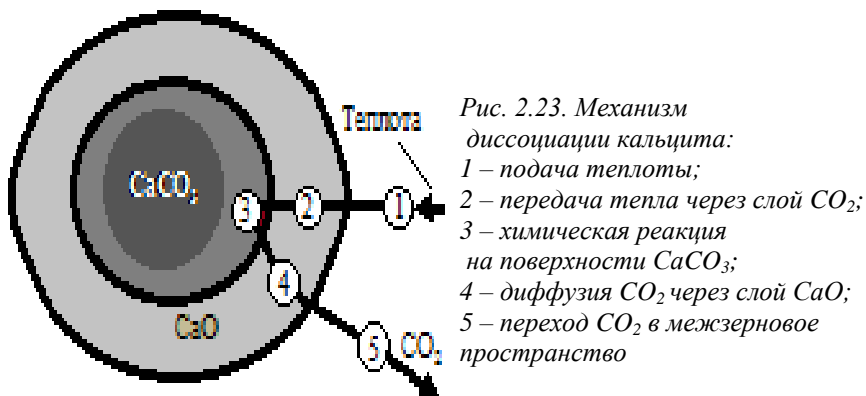 Теплота
CaCO₃
3
2
1
4
CaO
5
CO₂
Рис. 2.23. Механизм
диссоциации кальцита:
1 – подача теплоты;
2 – передача тепла через слой CO₂;
3 – химическая реакция
на поверхности CaCO₃;
4 – диффузия CO₂ через слой CaO;
5 – переход CO₂ в межзерновое
пространство